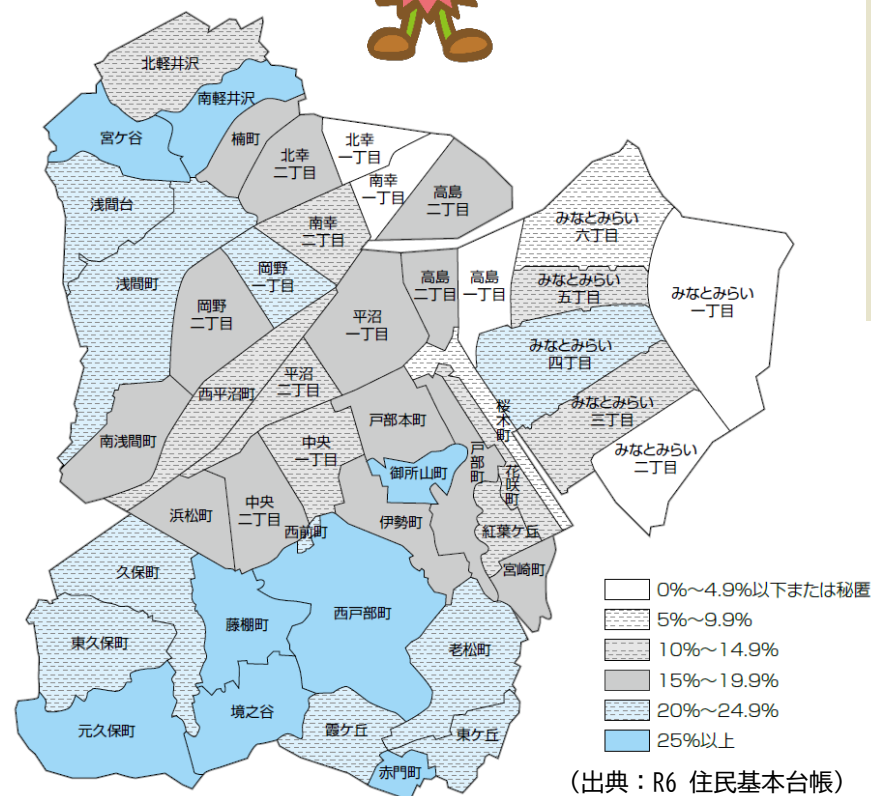 北軽井沢
南軽井沢
宮ケ谷
楠町
北幸
一丁目
北幸
二丁目
南幸
一丁目
高島
二丁目
浅間台
南幸
二丁目
みなとみらい
六丁目
浅間町
岡野
一丁目
岡野
二丁目
平沼
一丁目
高島
二丁目
高島
一丁目
みなとみらい
五丁目
みなとみらい
一丁目
みなとみらい
四丁目
西平沼町
平沼
二丁目
みなとみらい
三丁目
南浅間町
戸部本町
桜木町
中央
一丁目
みなとみらい
二丁目
御所山町
戸部町
花咲町
浜松町
中央
二丁目
西前町
伊勢町
紅葉ケ丘
宮崎町
久保町
藤棚町
西戸部町
東久保町
老松町
元久保町
境之谷
霞ケ丘
東ケ丘
赤門町
0%～4.9%以下または秘匿
5%～9.9%
10%～14.9%
15%～19.9%
20%～24.9%
25%以上
（出典：R6 住民基本台帳）